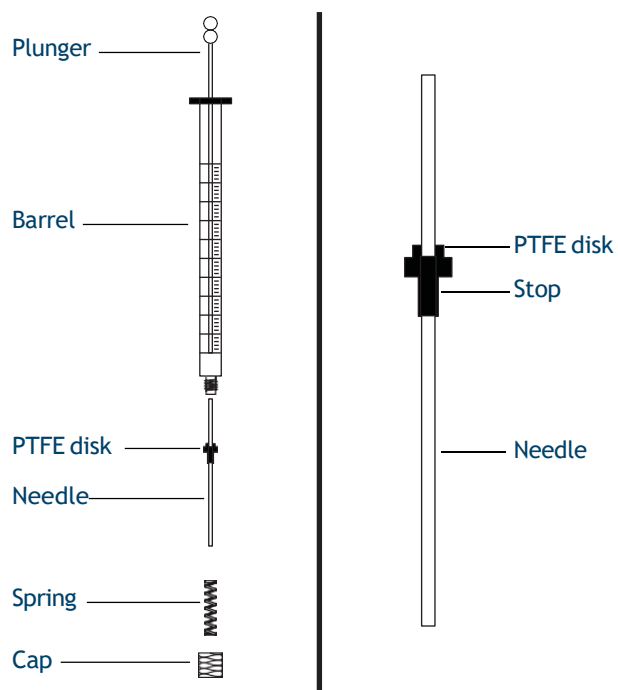 Plunger
Barrel
PTFE disk
Needle
Spring
Cap
PTFE disk
Stop
Needle